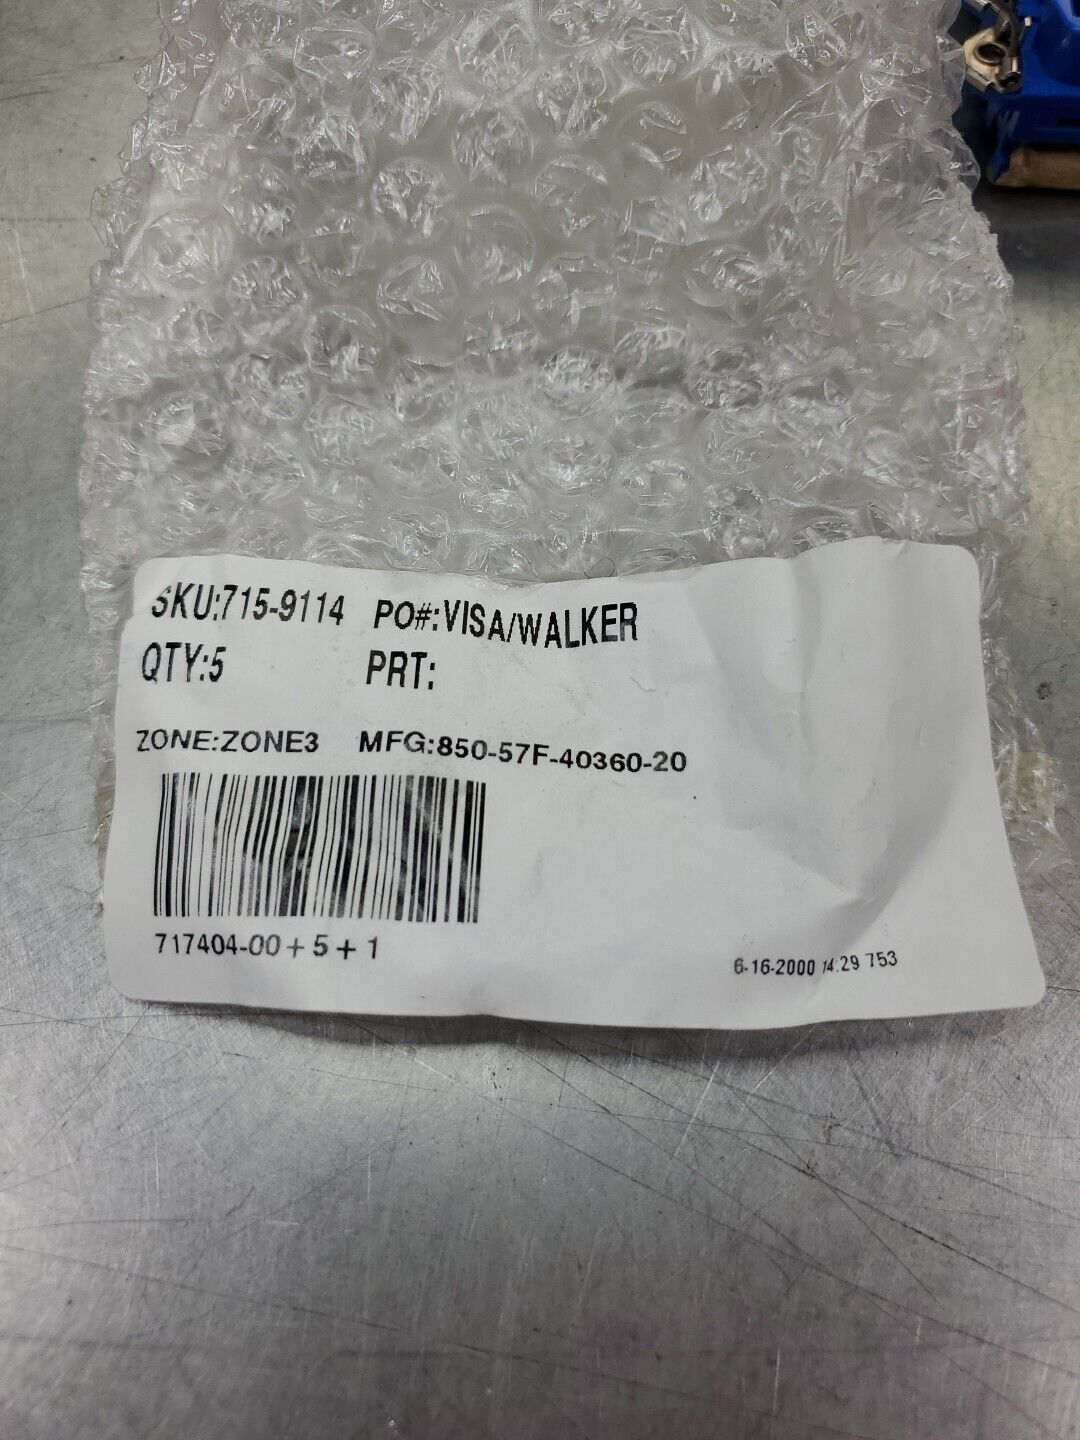 SKU:715-9114 PO#:VISA/WALKER
QTY:5 PRT:
ZONE:ZONE3 MFG:850-57F-40360-20
717404-00+5+1
6-16-2000 14:29 753